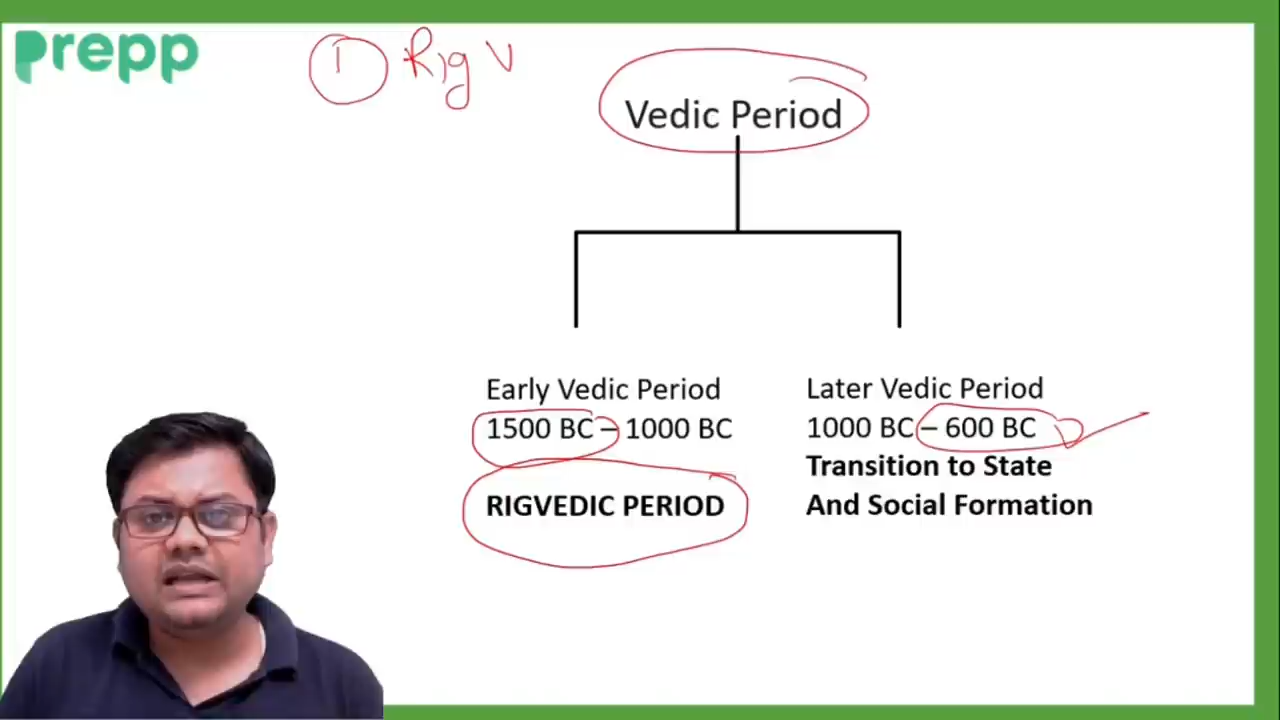 Prepp
① Rig V
Vedic Period
Early Vedic Period
1500 BC – 1000 BC
RIGVEDIC PERIOD
Later Vedic Period
1000 BC – 600 BC
Transition to State
And Social Formation